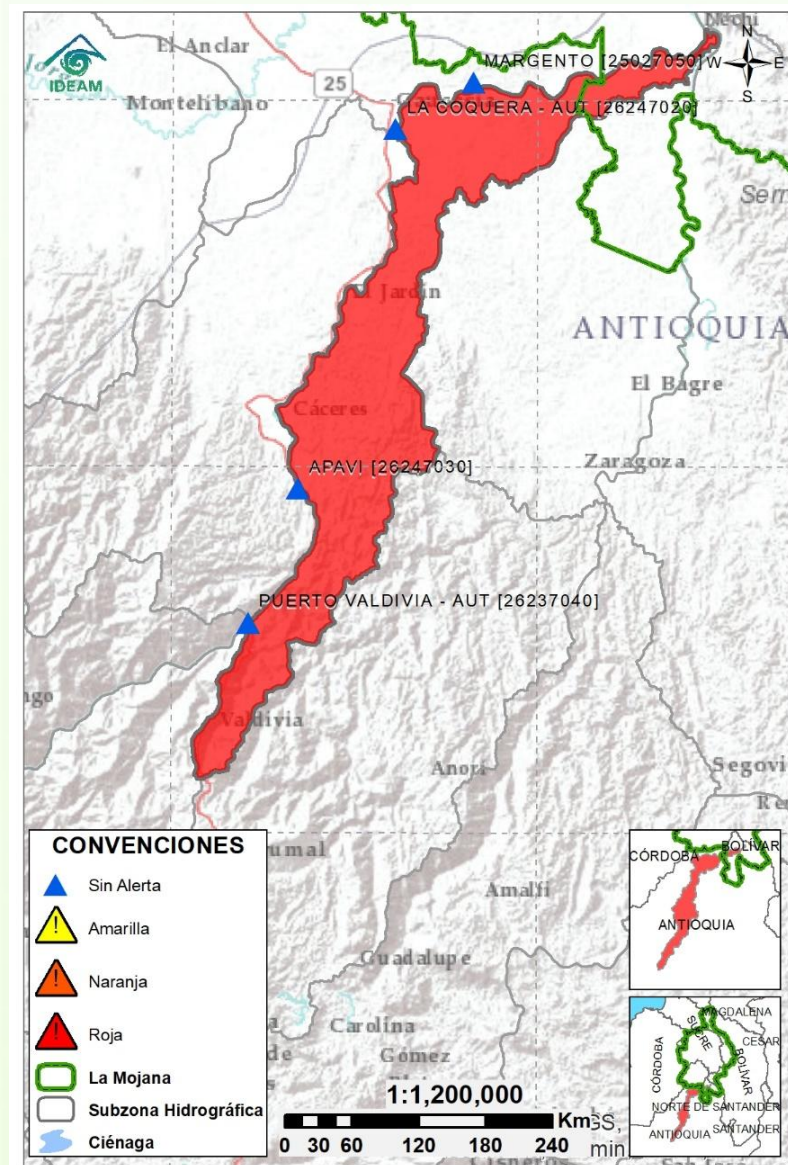 IDEAM
El Anclar
Nechí
N
W
E
S
MARGENTO [25027050]
25
Montelíbano
LA COQUERA - AUT [26247020]
El Jardín
ANTIOQUIA
El Bagre
Cáceres
Zaragoza
APAVI [26247030]
PUERTO VALDIVIA - AUT [26237040]
Valdivia
Anorí
Amalfi
Guadalupe
Carolina
Gómez
Cisneros
CONVENCIONES
Sin Alerta
Amarilla
Naranja
Roja
La Mojana
Subzona Hidrográfica
Ciénaga
1:1,200,000
Km
0 30 60 120 180 240
CÓRDOBA
BOLÍVAR
ANTIOQUIA
MAGDALENA
SUCRE
CESAR
CÓRDOBA
BOLÍVAR
NORTE DE SANTANDER
SANTANDER
ANTIOQUIA